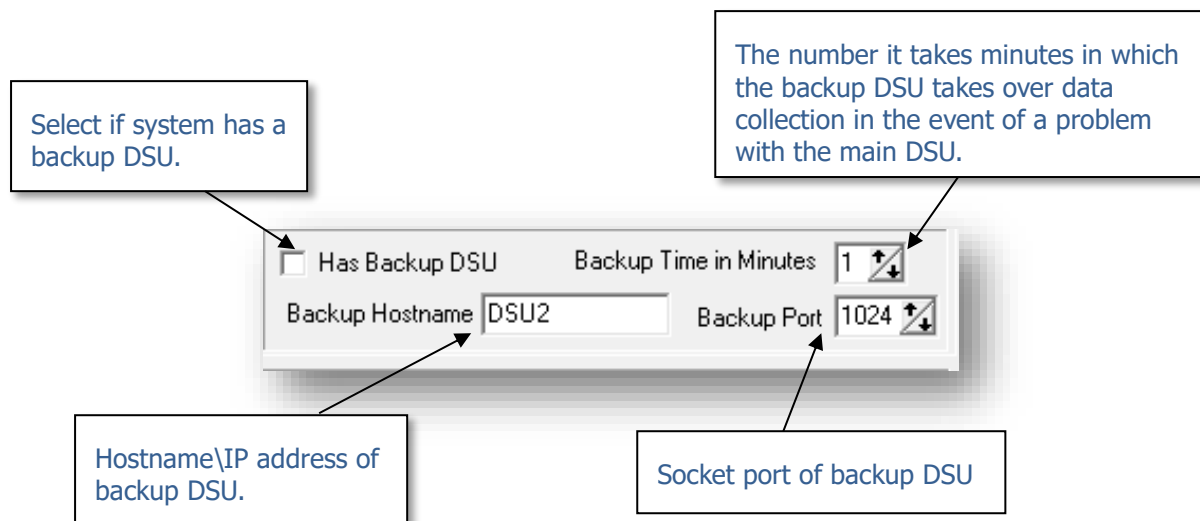 The number it takes minutes in which
the backup DSU takes over data
collection in the event of a problem
with the main DSU.
Select if system has a
backup DSU.
Has Backup DSU
Backup Time in Minutes
1
Backup Hostname
DSU2
Backup Port
1024
Hostname\IP address of
backup DSU.
Socket port of backup DSU